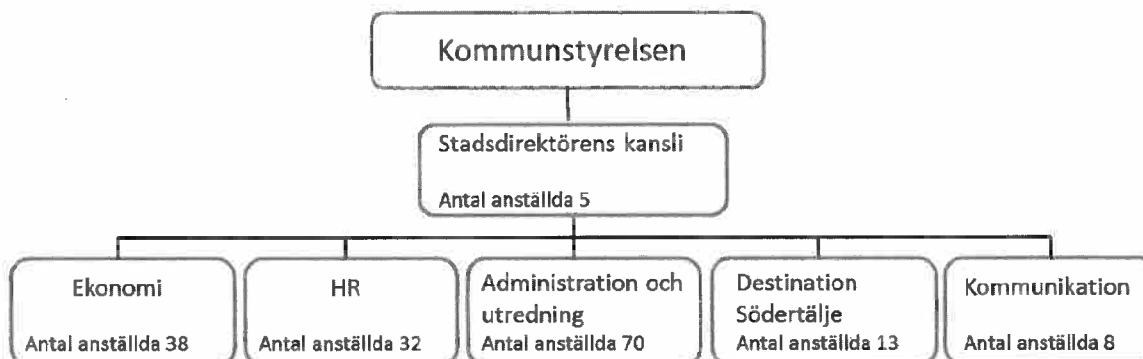 Kommunstyrelsen
Stadsdirektörens kansli
Antal anställda 5
Ekonomi
Antal anställda 38
HR
Antal anställda 32
Administration och
utredning
Antal anställda 70
Destination
Södertälje
Antal anställda 13
Kommunikation
Antal anställda 8